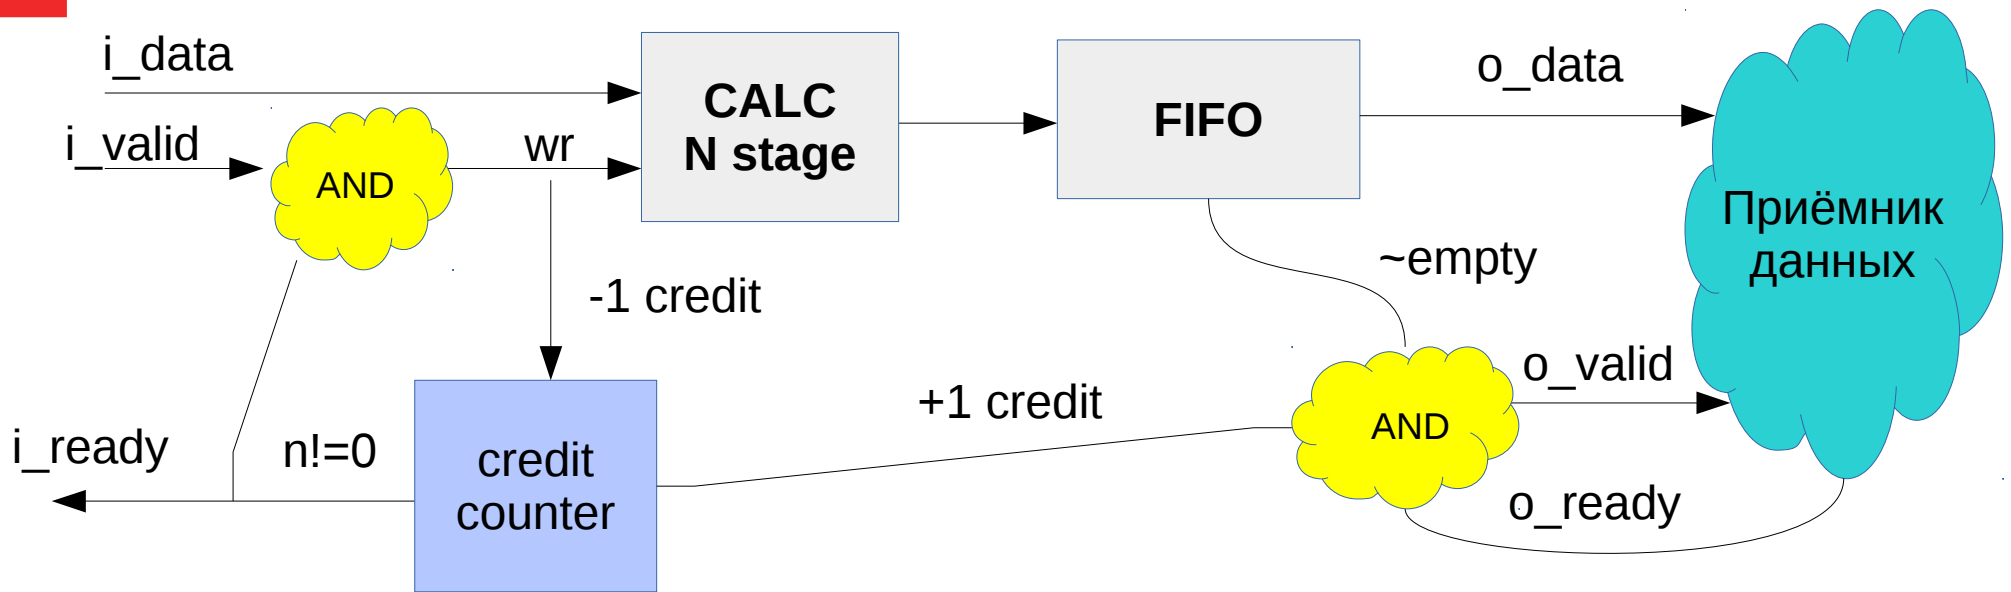 i_data
i_valid
AND
wr
CALC
N stage
FIFO
o_data
Приёмник
данных
~empty
-1 credit
+1 credit
AND
o_valid
o_ready
i_ready
n!=0
credit
counter